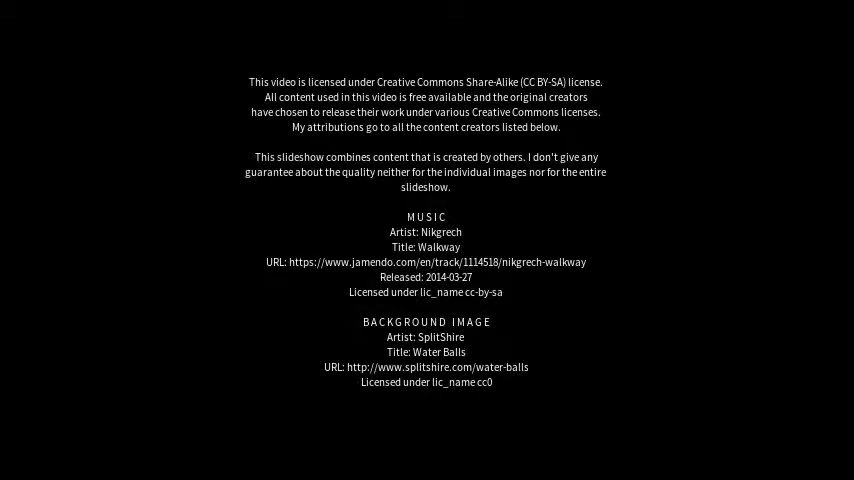 This video is licensed under Creative Commons Share-Alike (CC BY-SA) license.
All content used in this video is free available and the original creators
have chosen to release their work under various Creative Commons licenses.
My attributions go to all the content creators listed below.
This slideshow combines content that is created by others. I don't give any
guarantee about the quality neither for the individual images nor for the entire
slideshow.
MUSIC
Artist: Nikgrech
Title: Walkway
URL: https://www.jamendo.com/en/track/1114518/nikgrech-walkway
Released: 2014-03-27
Licensed under lic_name cc-by-sa
BACKGROUND IMAGE
Artist: SplitShire
Title: Water Balls
URL: http://www.splitshire.com/water-balls
Licensed under lic_name cc0